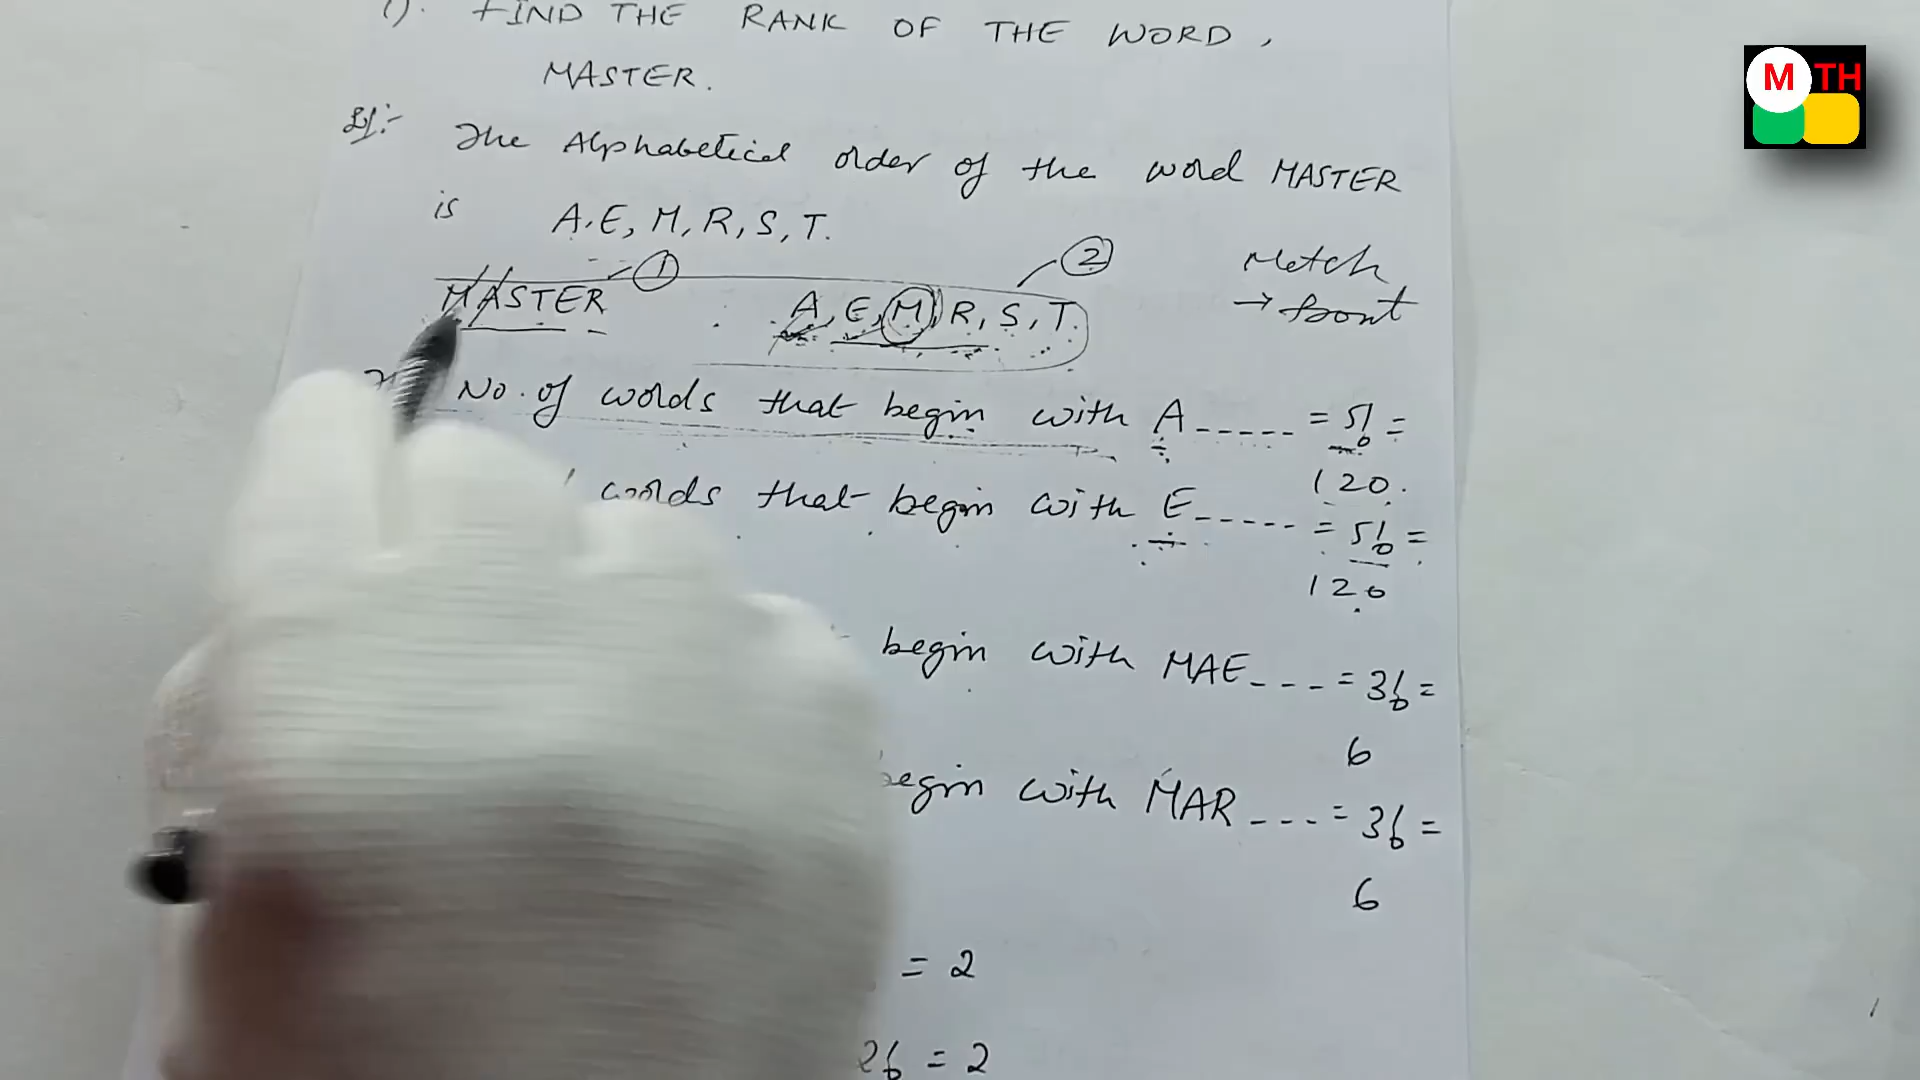 1). FIND THE RANK OF THE WORD,
MASTER.
M TH
Sol:- The Alphabetical order of the word MASTER
is A, E, M, R, S, T.
1 2
MASTER A, E, M, R, S, T.
Match
→ front
No. of words that begin with A ----- = 5! =
120.
words that begin with E ----- = 5! =
120
begin with MAE --- = 3! =
6
begin with MAR --- = 3! =
6
= 2
2! = 2